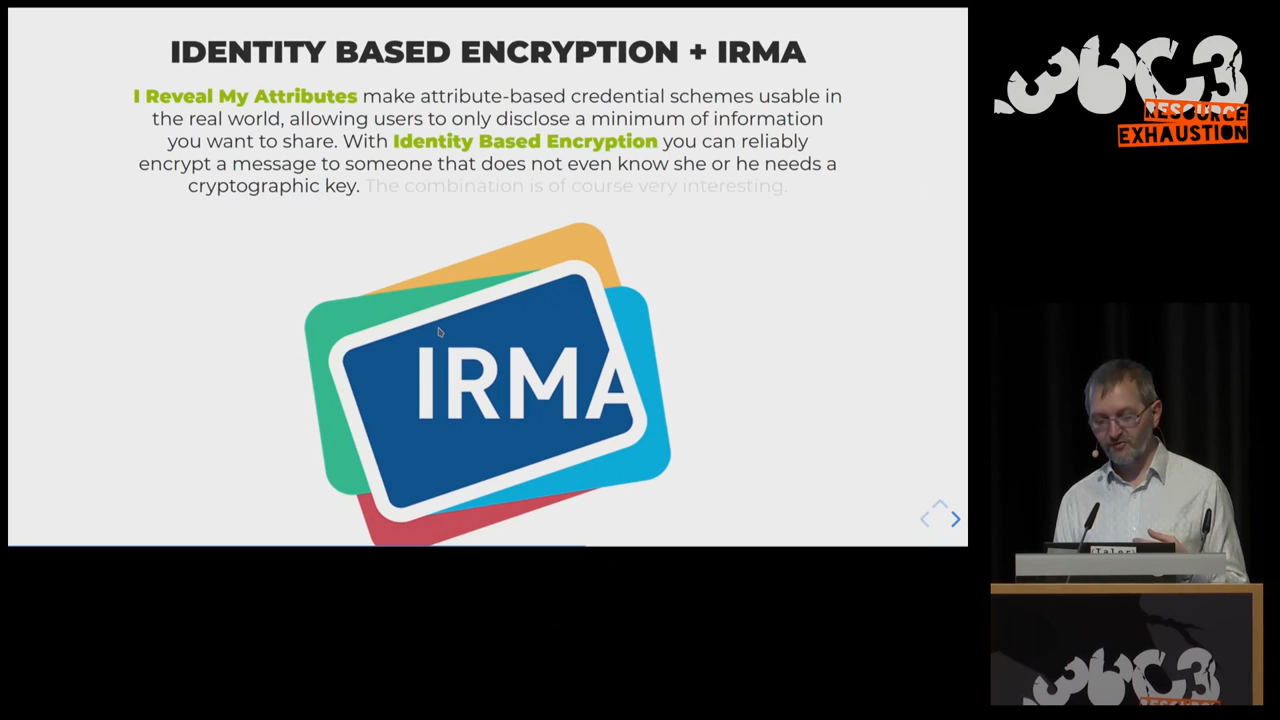 IDENTITY BASED ENCRYPTION + IRMA
I Reveal My Attributes make attribute-based credential schemes usable in
the real world, allowing users to only disclose a minimum of information
you want to share. With Identity Based Encryption you can reliably
encrypt a message to someone that does not even know she or he needs a
cryptographic key. The combination is of course very interesting.
IRMA
36C3
RESOURCE
EXHAUSTION
Taler
36C3
RESOURCE